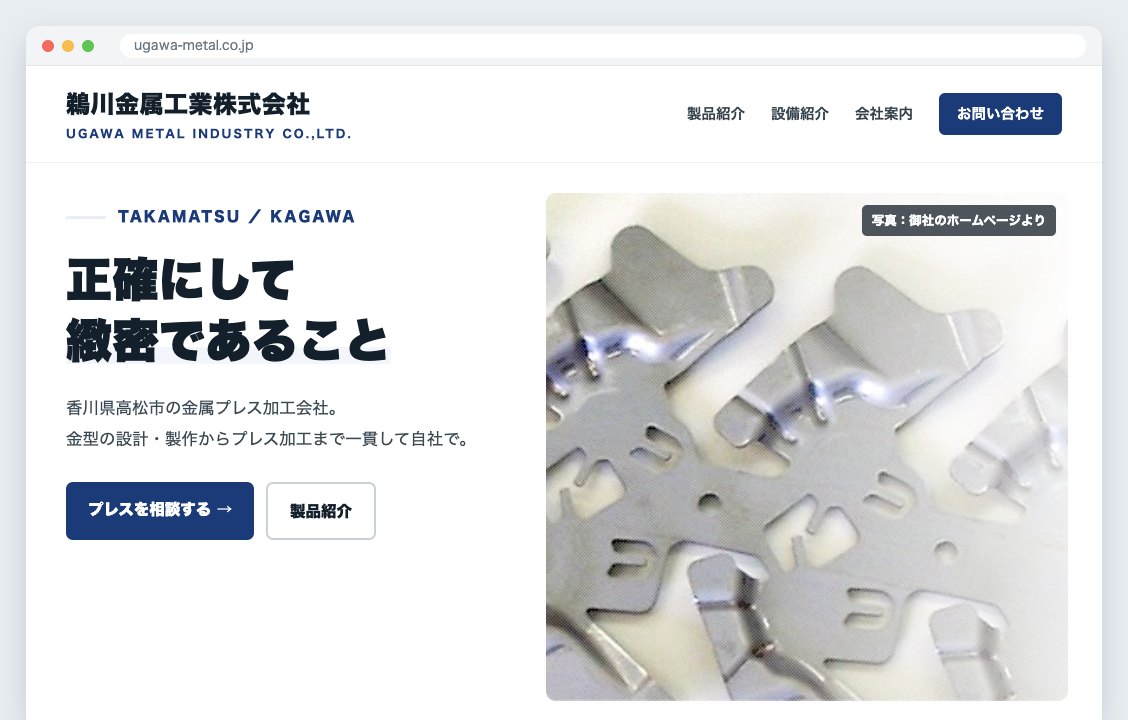 ugawa-metal.co.jp
鵜川金属工業株式会社
UGAWA METAL INDUSTRY CO.,LTD.
製品紹介
設備紹介
会社案内
お問い合わせ
TAKAMATSU ／ KAGAWA
正確にして
緻密であること
香川県高松市の金属プレス加工会社。
金型の設計・製作からプレス加工まで一貫して自社で。
プレスを相談する →
製品紹介
写真：御社のホームページより